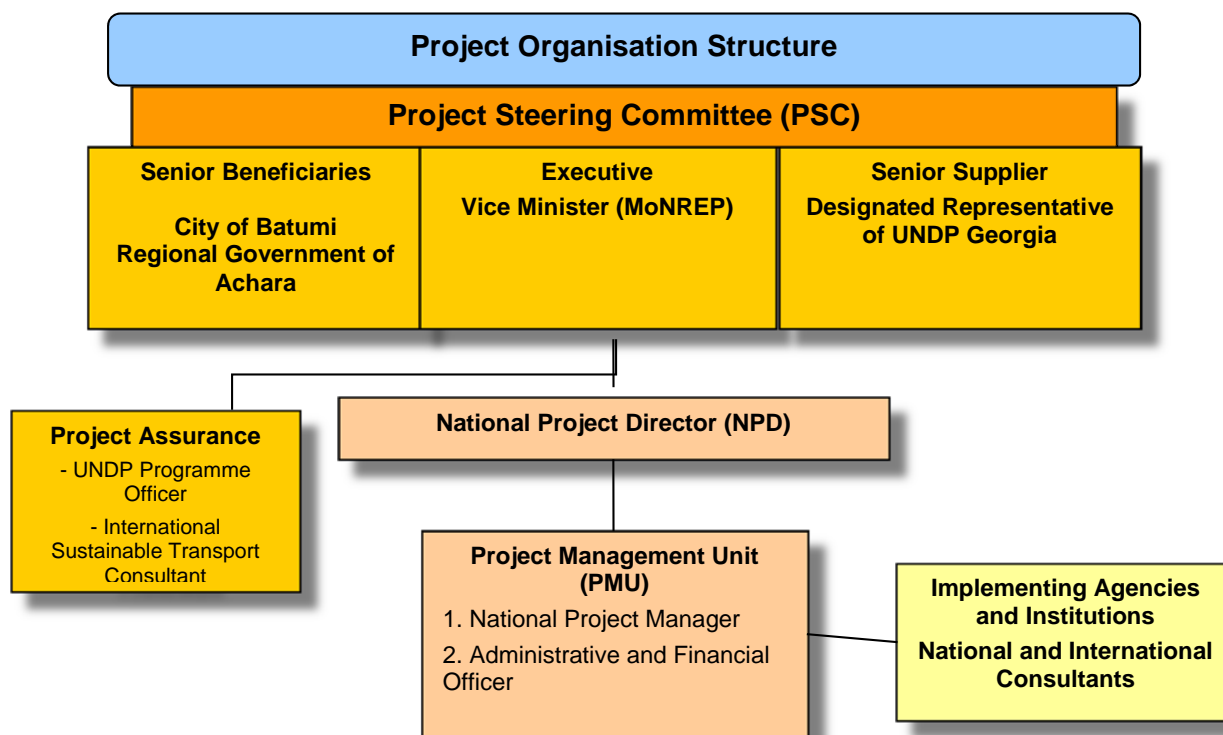 Project Organisation Structure
Project Steering Committee (PSC)
Senior Beneficiaries
City of Batumi
Regional Government of
Achara
Executive
Vice Minister (MoNREP)
Senior Supplier
Designated Representative
of UNDP Georgia
Project Assurance
- UNDP Programme
Officer
- International
Sustainable Transport
Consultant
National Project Director (NPD)
Project Management Unit
(PMU)
1. National Project Manager
2. Administrative and Financial
Officer
Implementing Agencies
and Institutions
National and International
Consultants